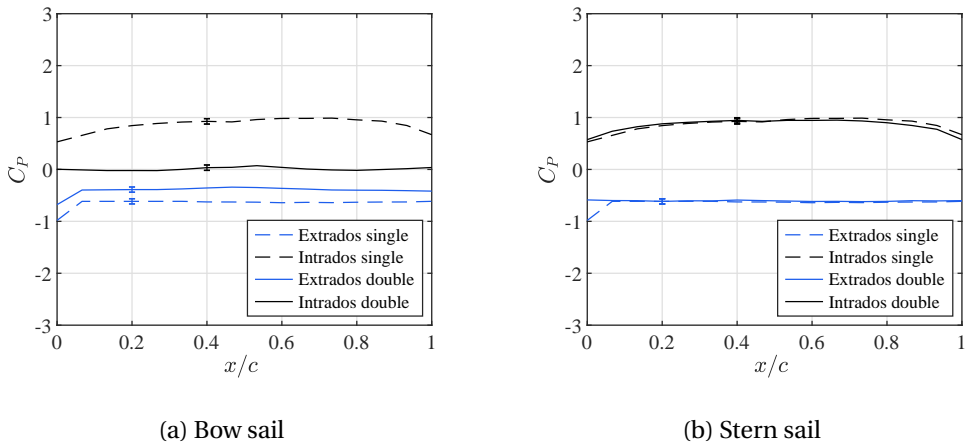 3
2
1
0
-1
-2
-3
C_P
Extrados single
Intrados single
Extrados double
Intrados double
0 0.2 0.4 0.6 0.8 1
x/c
(a) Bow sail
3
2
1
0
-1
-2
-3
C_P
Extrados single
Intrados single
Extrados double
Intrados double
0 0.2 0.4 0.6 0.8 1
x/c
(b) Stern sail